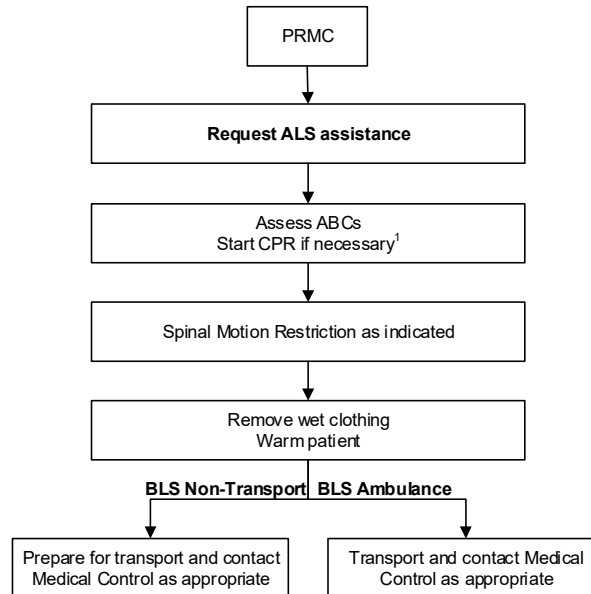 PRMC
Request ALS assistance
Assess ABCs
Start CPR if necessary¹
Spinal Motion Restriction as indicated
Remove wet clothing
Warm patient
BLS Non-Transport
BLS Ambulance
Prepare for transport and contact
Medical Control as appropriate
Transport and contact Medical
Control as appropriate